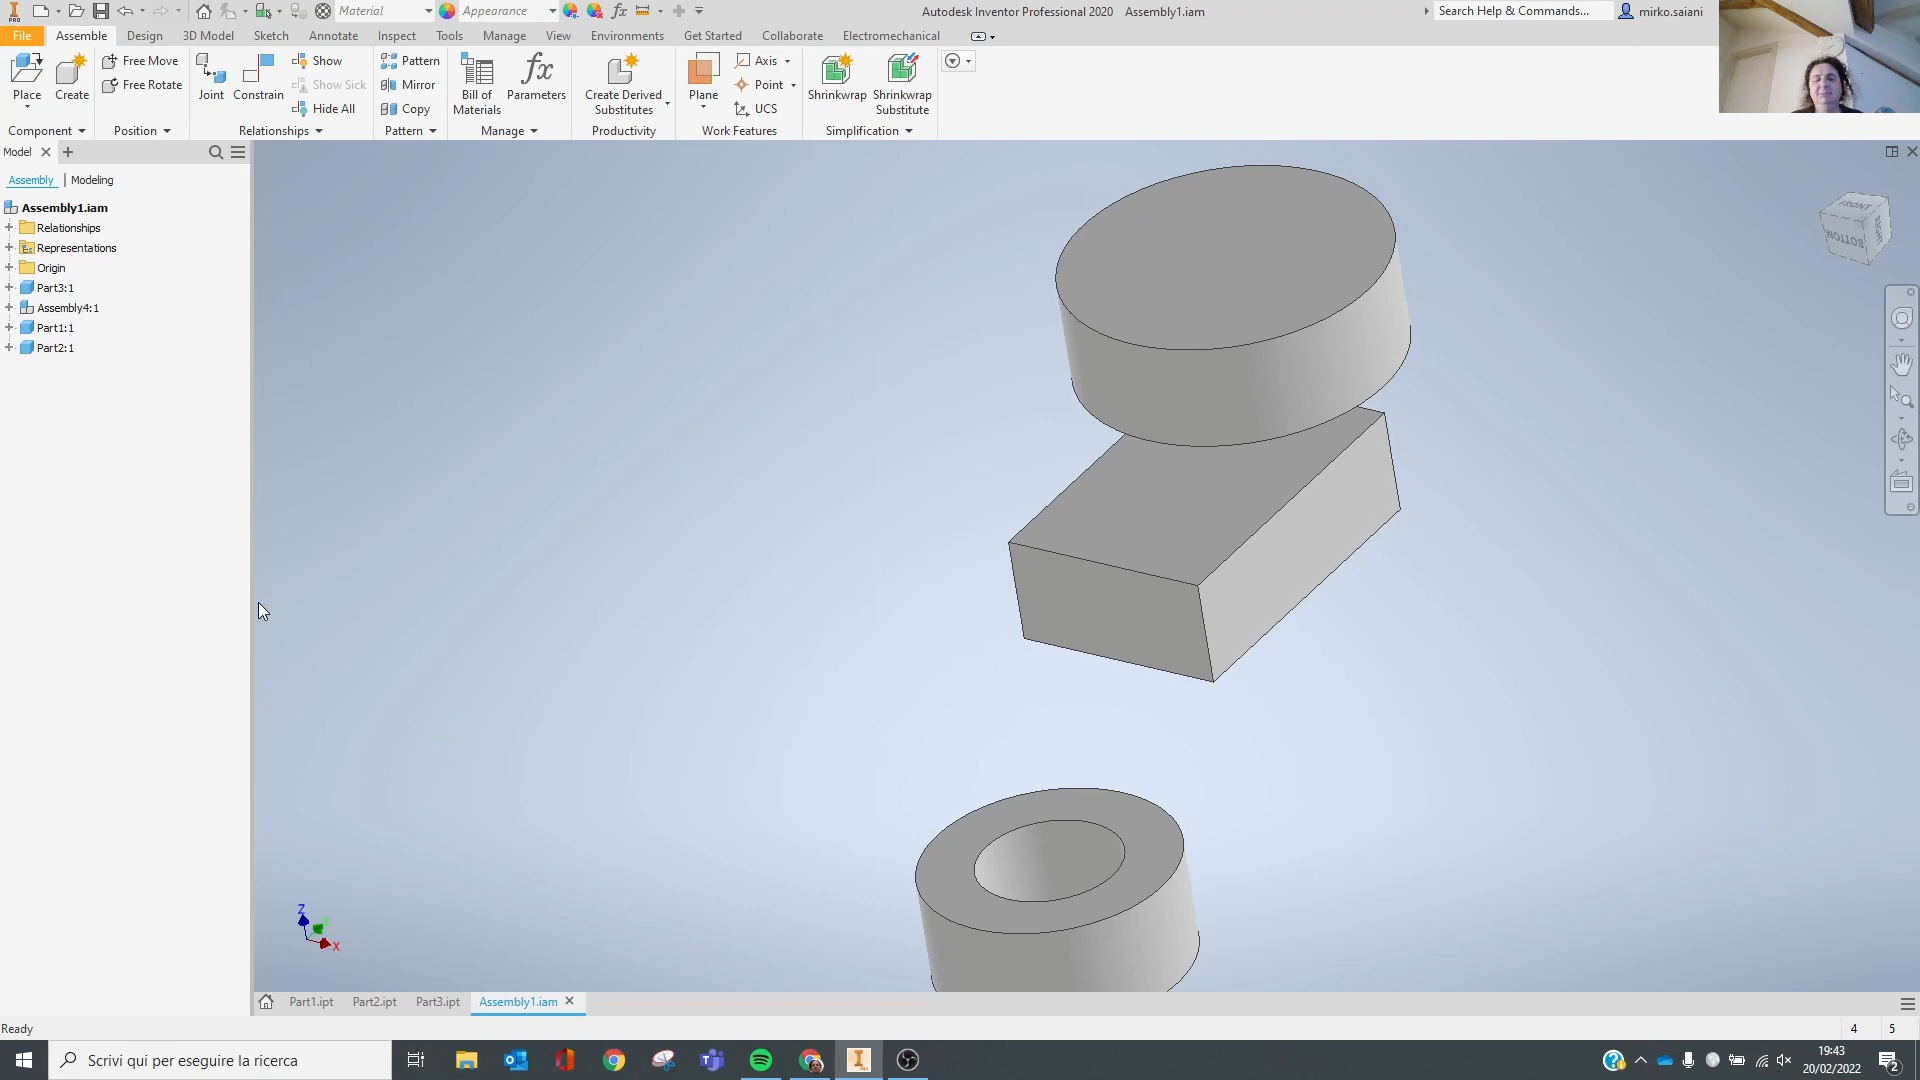 Material
Appearance
Autodesk Inventor Professional 2020 Assembly1.iam
Search Help & Commands...
mirko.saiani
File Assemble Design 3D Model Sketch Annotate Inspect Tools Manage View Environments Get Started Collaborate Electromechanical
Place
Create
Free Move
Free Rotate
Joint
Constrain
Show
Show Sick
Hide All
Pattern
Mirror
Copy
Bill of
Materials
Parameters
Create Derived
Substitutes
Plane
Axis
Point
UCS
Shrinkwrap
Shrinkwrap
Substitute
Component Position Relationships Pattern Manage Productivity Work Features Simplification
Model
Assembly | Modeling
Assembly1.iam
Relationships
Representations
Origin
Part3:1
Assembly4:1
Part1:1
Part2:1
FRONT
RIGHT
BOTTOM
Z
X
Part1.ipt Part2.ipt Part3.ipt Assembly1.iam
Ready
4 5
Scrivi qui per eseguire la ricerca
19:43
20/02/2022
2